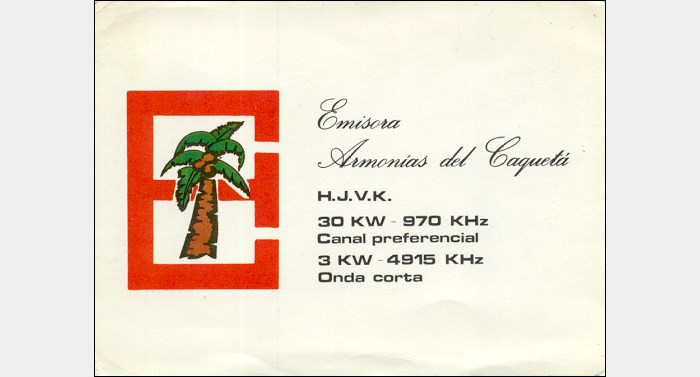 Emisora
Armonias del Caquetá
H.J.V.K.
30 KW - 970 KHz
Canal preferencial
3 KW - 4915 KHz
Onda corta